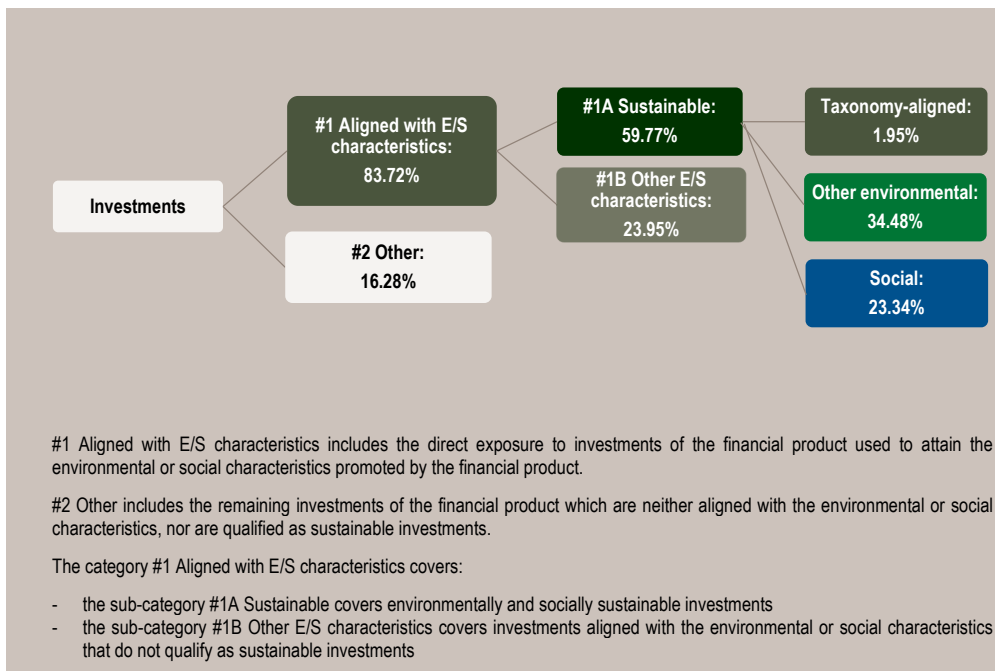 Investments
#1 Aligned with E/S
characteristics:
83.72%
#2 Other:
16.28%
#1A Sustainable:
59.77%
#1B Other E/S
characteristics:
23.95%
Taxonomy-aligned:
1.95%
Other environmental:
34.48%
Social:
23.34%
#1 Aligned with E/S characteristics includes the direct exposure to investments of the financial product used to attain the
environmental or social characteristics promoted by the financial product.
#2 Other includes the remaining investments of the financial product which are neither aligned with the environmental or social
characteristics, nor are qualified as sustainable investments.
The category #1 Aligned with E/S characteristics covers:
- the sub-category #1A Sustainable covers environmentally and socially sustainable investments
- the sub-category #1B Other E/S characteristics covers investments aligned with the environmental or social characteristics
that do not qualify as sustainable investments